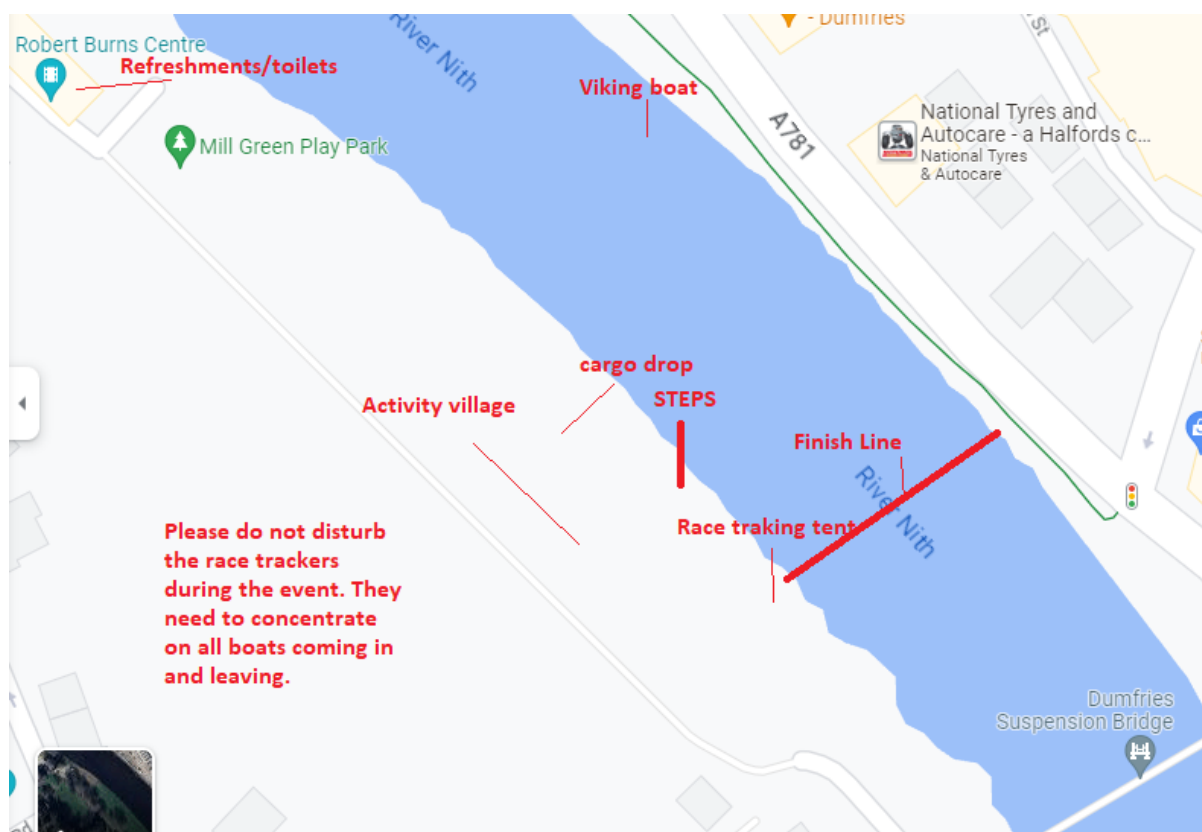 - Dumfries
St
River Nith
Robert Burns Centre
Refreshments/toilets
Viking boat
A781
National Tyres and
Autocare - a Halfords c...
National Tyres
& Autocare
Mill Green Play Park
cargo drop
STEPS
Activity village
Finish Line
River Nith
Race traking tent
Please do not disturb
the race trackers
during the event. They
need to concentrate
on all boats coming in
and leaving.
Dumfries
Suspension Bridge
Rd